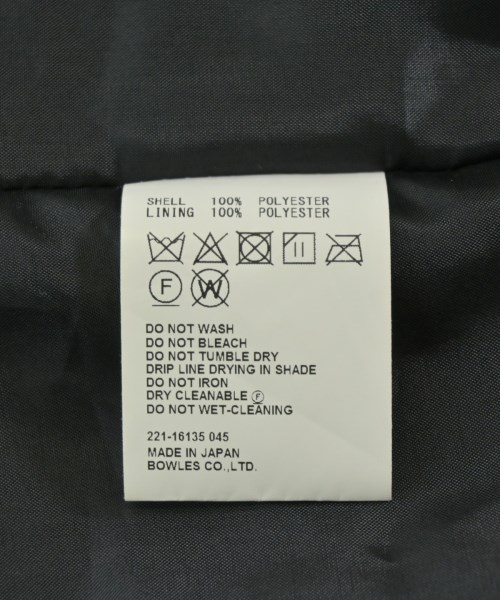 SHELL 100% POLYESTER
LINING 100% POLYESTER
F W
DO NOT WASH
DO NOT BLEACH
DO NOT TUMBLE DRY
DRIP LINE DRYING IN SHADE
DO NOT IRON
DRY CLEANABLE Ⓕ
DO NOT WET-CLEANING
221-16135 045
MADE IN JAPAN
BOWLES CO.,LTD.